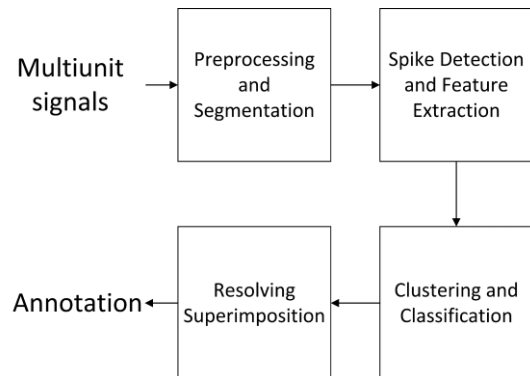 Multiunit
signals
Preprocessing
and
Segmentation
Spike Detection
and Feature
Extraction
Clustering and
Classification
Resolving
Superimposition
Annotation